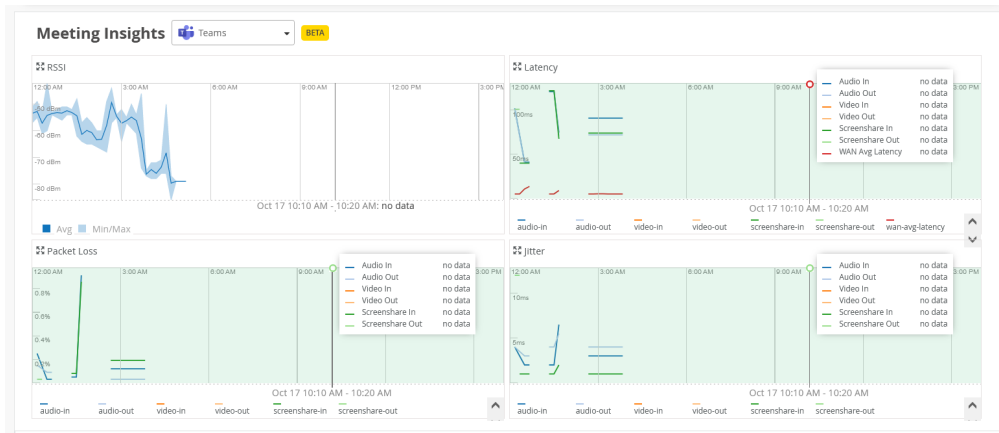 Meeting Insights Teams BETA
RSSI
12:00 AM 3:00 AM 6:00 AM 9:00 AM 12:00 PM 3:00 PM
-60 dBm
-70 dBm
-80 dBm
Oct 17 10:10 AM - 10:20 AM: no data
Avg Min/Max
Latency
12:00 AM 3:00 AM 6:00 AM 9:00 AM 3:00 PM
100ms
50ms
Audio In no data
Audio Out no data
Video In no data
Video Out no data
Screenshare In no data
Screenshare Out no data
WAN Avg Latency no data
Oct 17 10:10 AM - 10:20 AM
audio-in audio-out video-in video-out screenshare-in screenshare-out wan-avg-latency
Packet Loss
12:00 AM 3:00 AM 6:00 AM 9:00 AM 3:00 PM
0.8%
0.6%
0.4%
0.2%
Audio In no data
Audio Out no data
Video In no data
Video Out no data
Screenshare In no data
Screenshare Out no data
Oct 17 10:10 AM - 10:20 AM
audio-in audio-out video-in video-out screenshare-in screenshare-out
Jitter
12:00 AM 3:00 AM 6:00 AM 9:00 AM 3:00 PM
10ms
5ms
Audio In no data
Audio Out no data
Video In no data
Video Out no data
Screenshare In no data
Screenshare Out no data
Oct 17 10:10 AM - 10:20 AM
audio-in audio-out video-in video-out screenshare-in screenshare-out